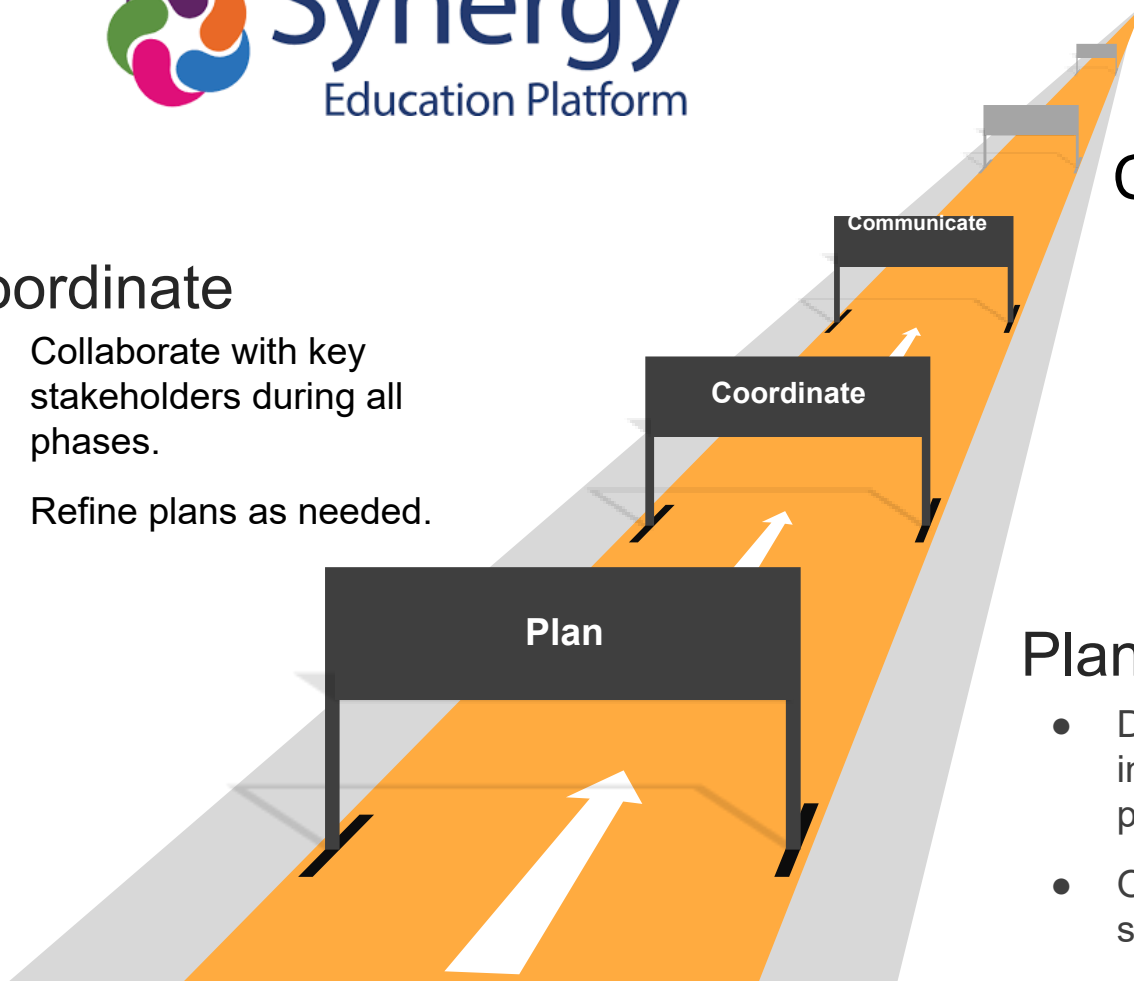 Synergy
Education Platform
Communicate
oordinate
Collaborate with key
stakeholders during all
phases.
Refine plans as needed.
Coordinate
Plan
Plan
●
●